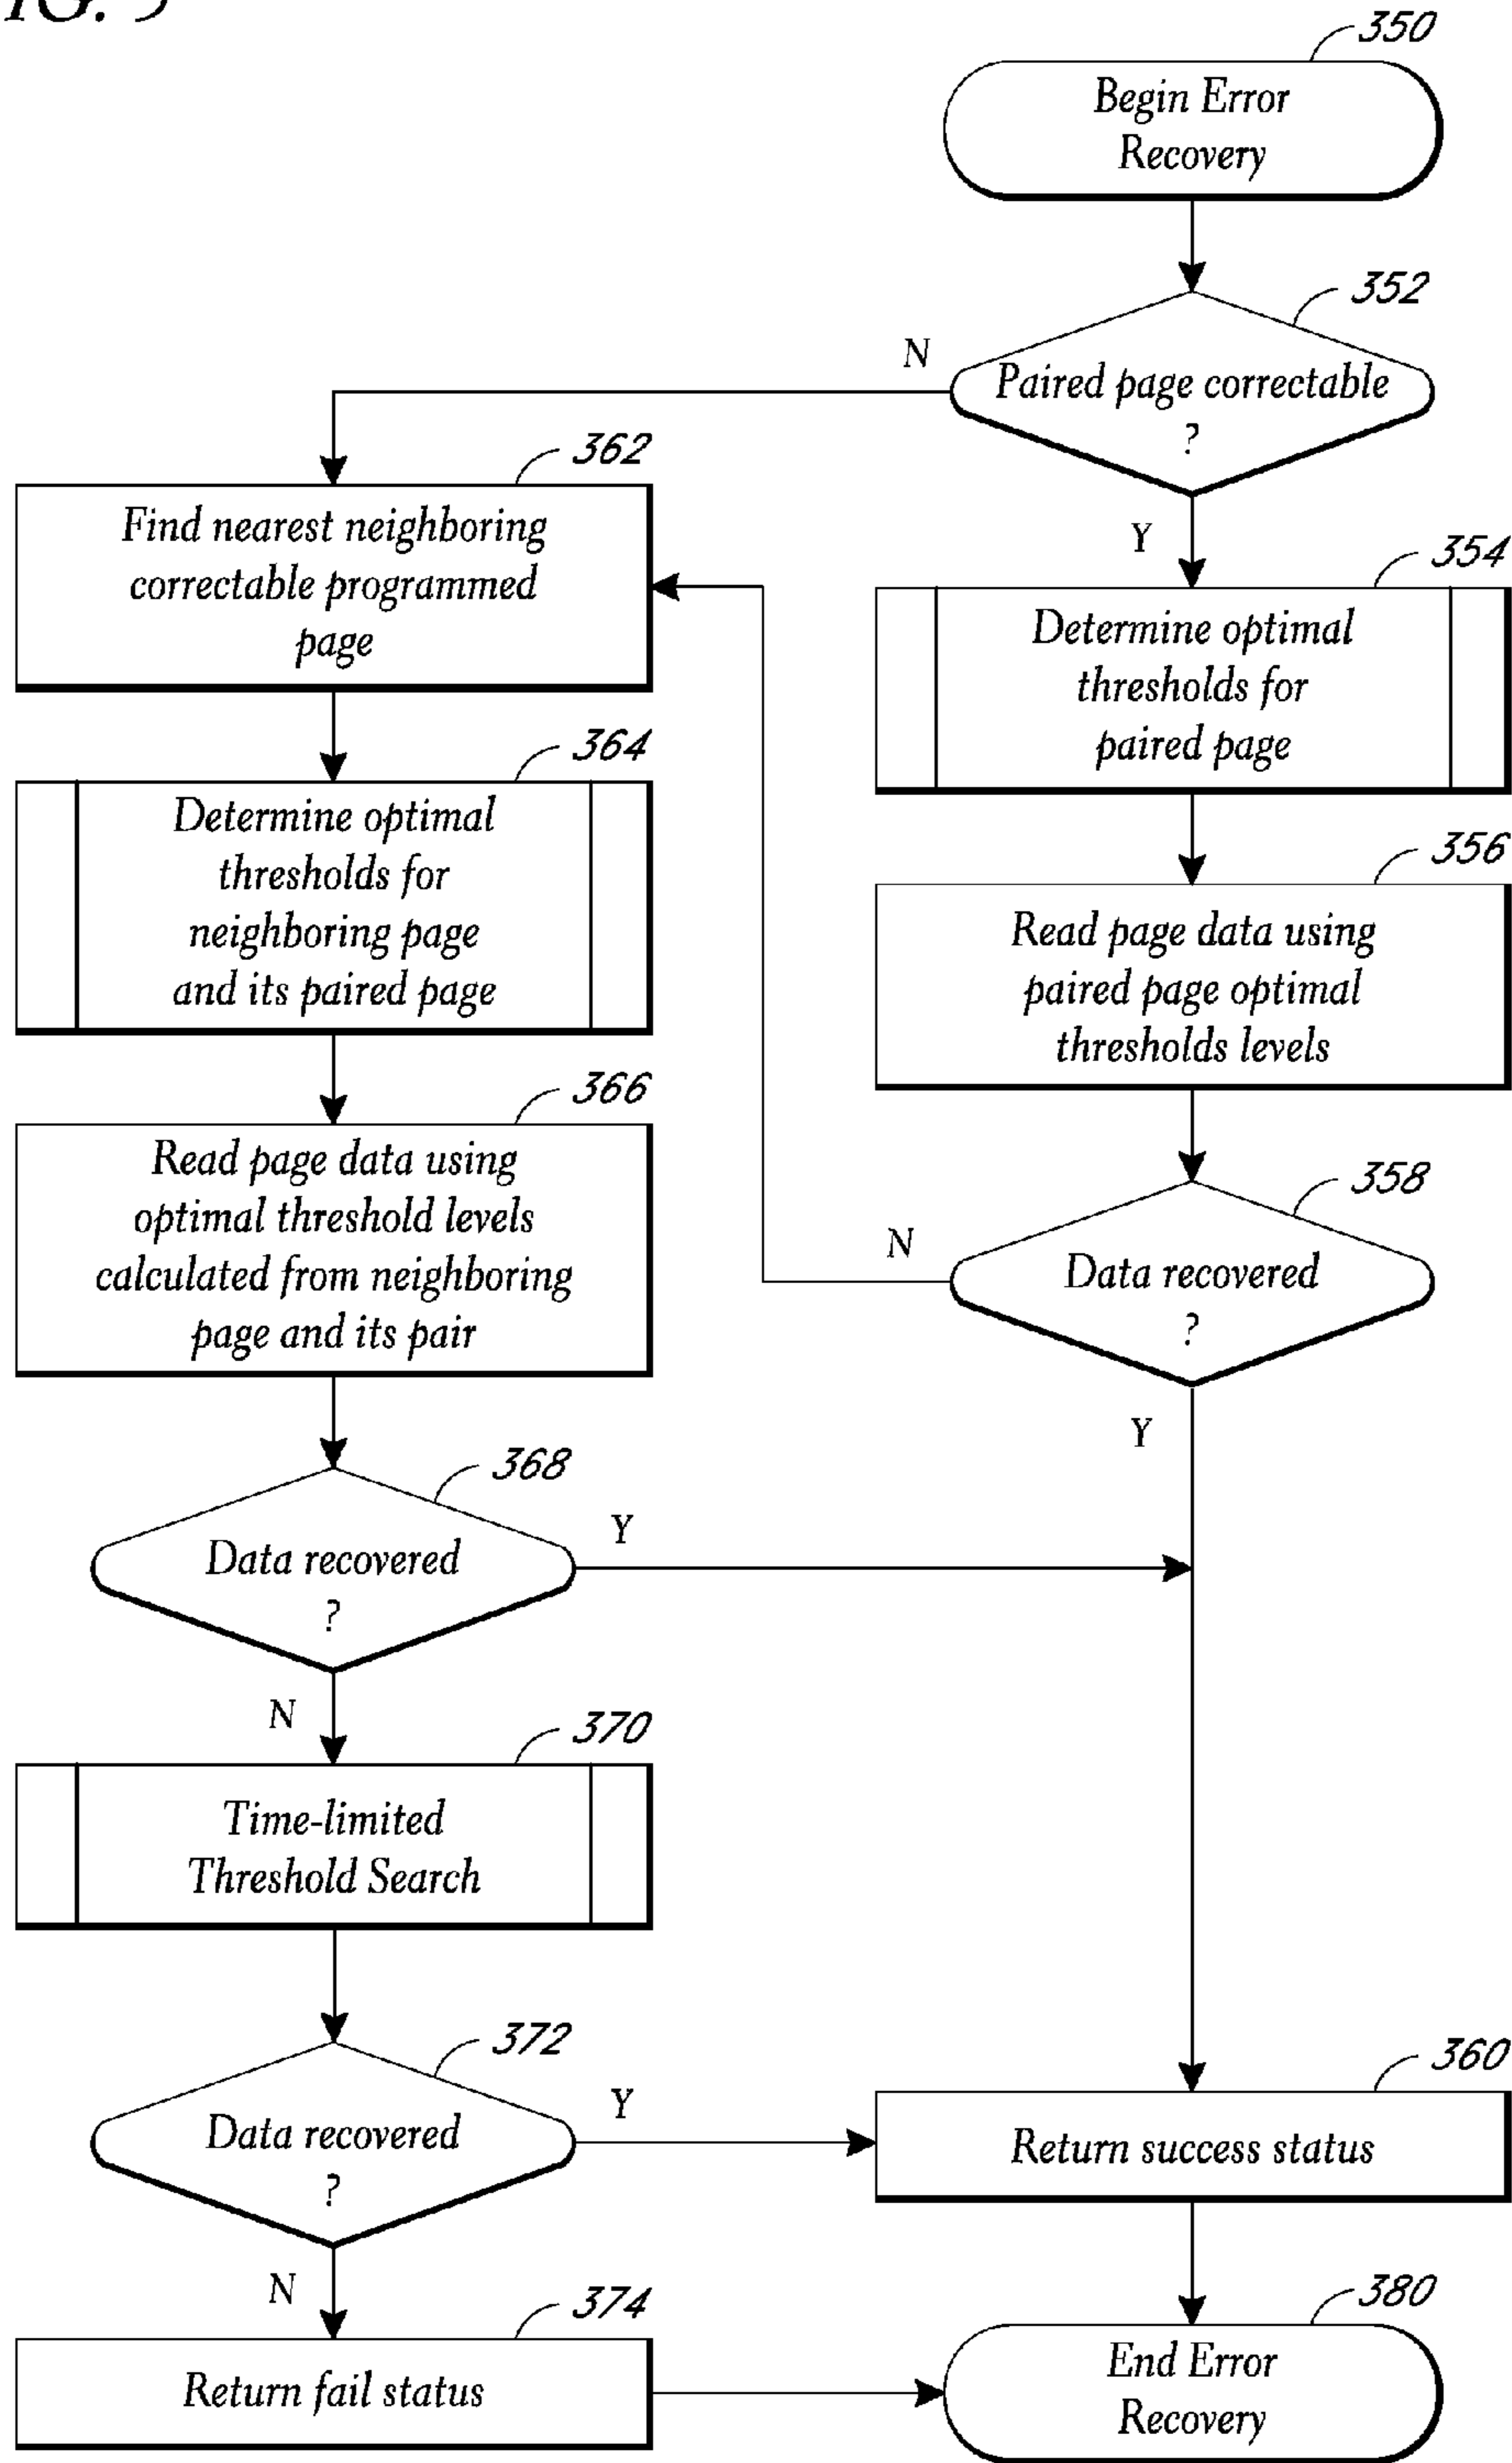 FIG.
350
Begin Error
Recovery
352
N
Paired page correctable
?
Y
354
Determine optimal
thresholds for
paired page
356
Read page data using
paired page optimal
thresholds levels
358
N
Data recovered
?
Y
362
Find nearest neighboring
correctable programmed
page
364
Determine optimal
thresholds for
neighboring page
and its paired page
366
Read page data using
optimal threshold levels
calculated from neighboring
page and its pair
368
Y
Data recovered
?
N
370
Time-limited
Threshold Search
372
Y
Data recovered
?
N
360
Return success status
374
Return fail status
380
End Error
Recovery